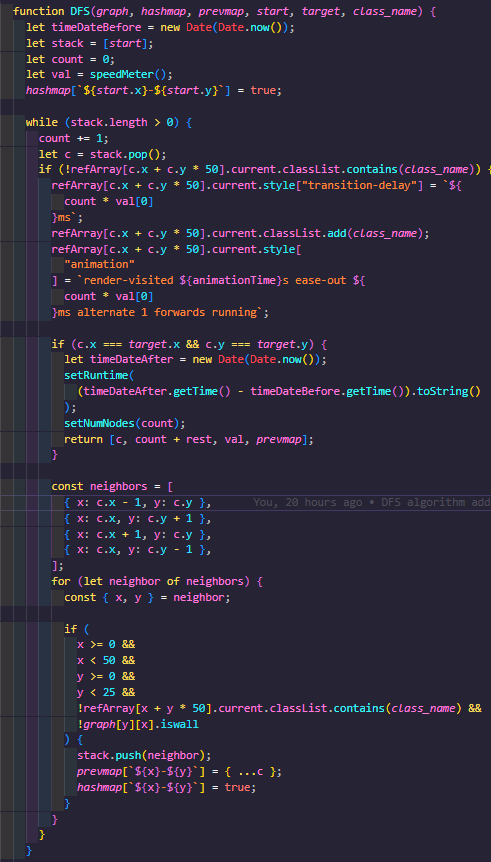 function DFS(graph, hashmap, prevmap, start, target, class_name) {
let timeDateBefore = new Date(Date.now());
let stack = [start];
let count = 0;
let val = speedMeter();
hashmap[`${start.x}-${start.y}`] = true;
while (stack.length > 0) {
count += 1;
let c = stack.pop();
if (!refArray[c.x + c.y * 50].current.classList.contains(class_name)) {
refArray[c.x + c.y * 50].current.style["transition-delay"] = `${
count * val[0]
}ms`;
refArray[c.x + c.y * 50].current.classList.add(class_name);
refArray[c.x + c.y * 50].current.style[
"animation"
] = `render-visited ${animationTime}s ease-out ${
count * val[0]
}ms alternate 1 forwards running`;
if (c.x === target.x && c.y === target.y) {
let timeDateAfter = new Date(Date.now());
setRuntime(
(timeDateAfter.getTime() - timeDateBefore.getTime()).toString()
);
setNumNodes(count);
return [c, count + rest, val, prevmap];
}
const neighbors = [
{ x: c.x - 1, y: c.y }, You, 20 hours ago • DFS algorithm add
{ x: c.x, y: c.y + 1 },
{ x: c.x + 1, y: c.y },
{ x: c.x, y: c.y - 1 },
];
for (let neighbor of neighbors) {
const { x, y } = neighbor;
if (
x >= 0 &&
x < 50 &&
y >= 0 &&
y < 25 &&
!refArray[x + y * 50].current.classList.contains(class_name) &&
!graph[y][x].iswall
) {
stack.push(neighbor);
prevmap[`${x}-${y}`] = { ...c };
hashmap[`${x}-${y}`] = true;
}
}
}
}